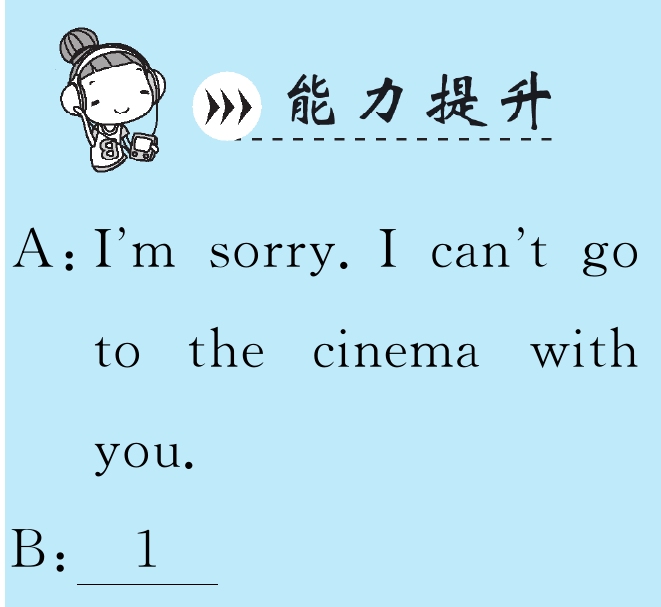 能力提升
A: I'm sorry. I can't go
to the cinema with
you.
B: 1